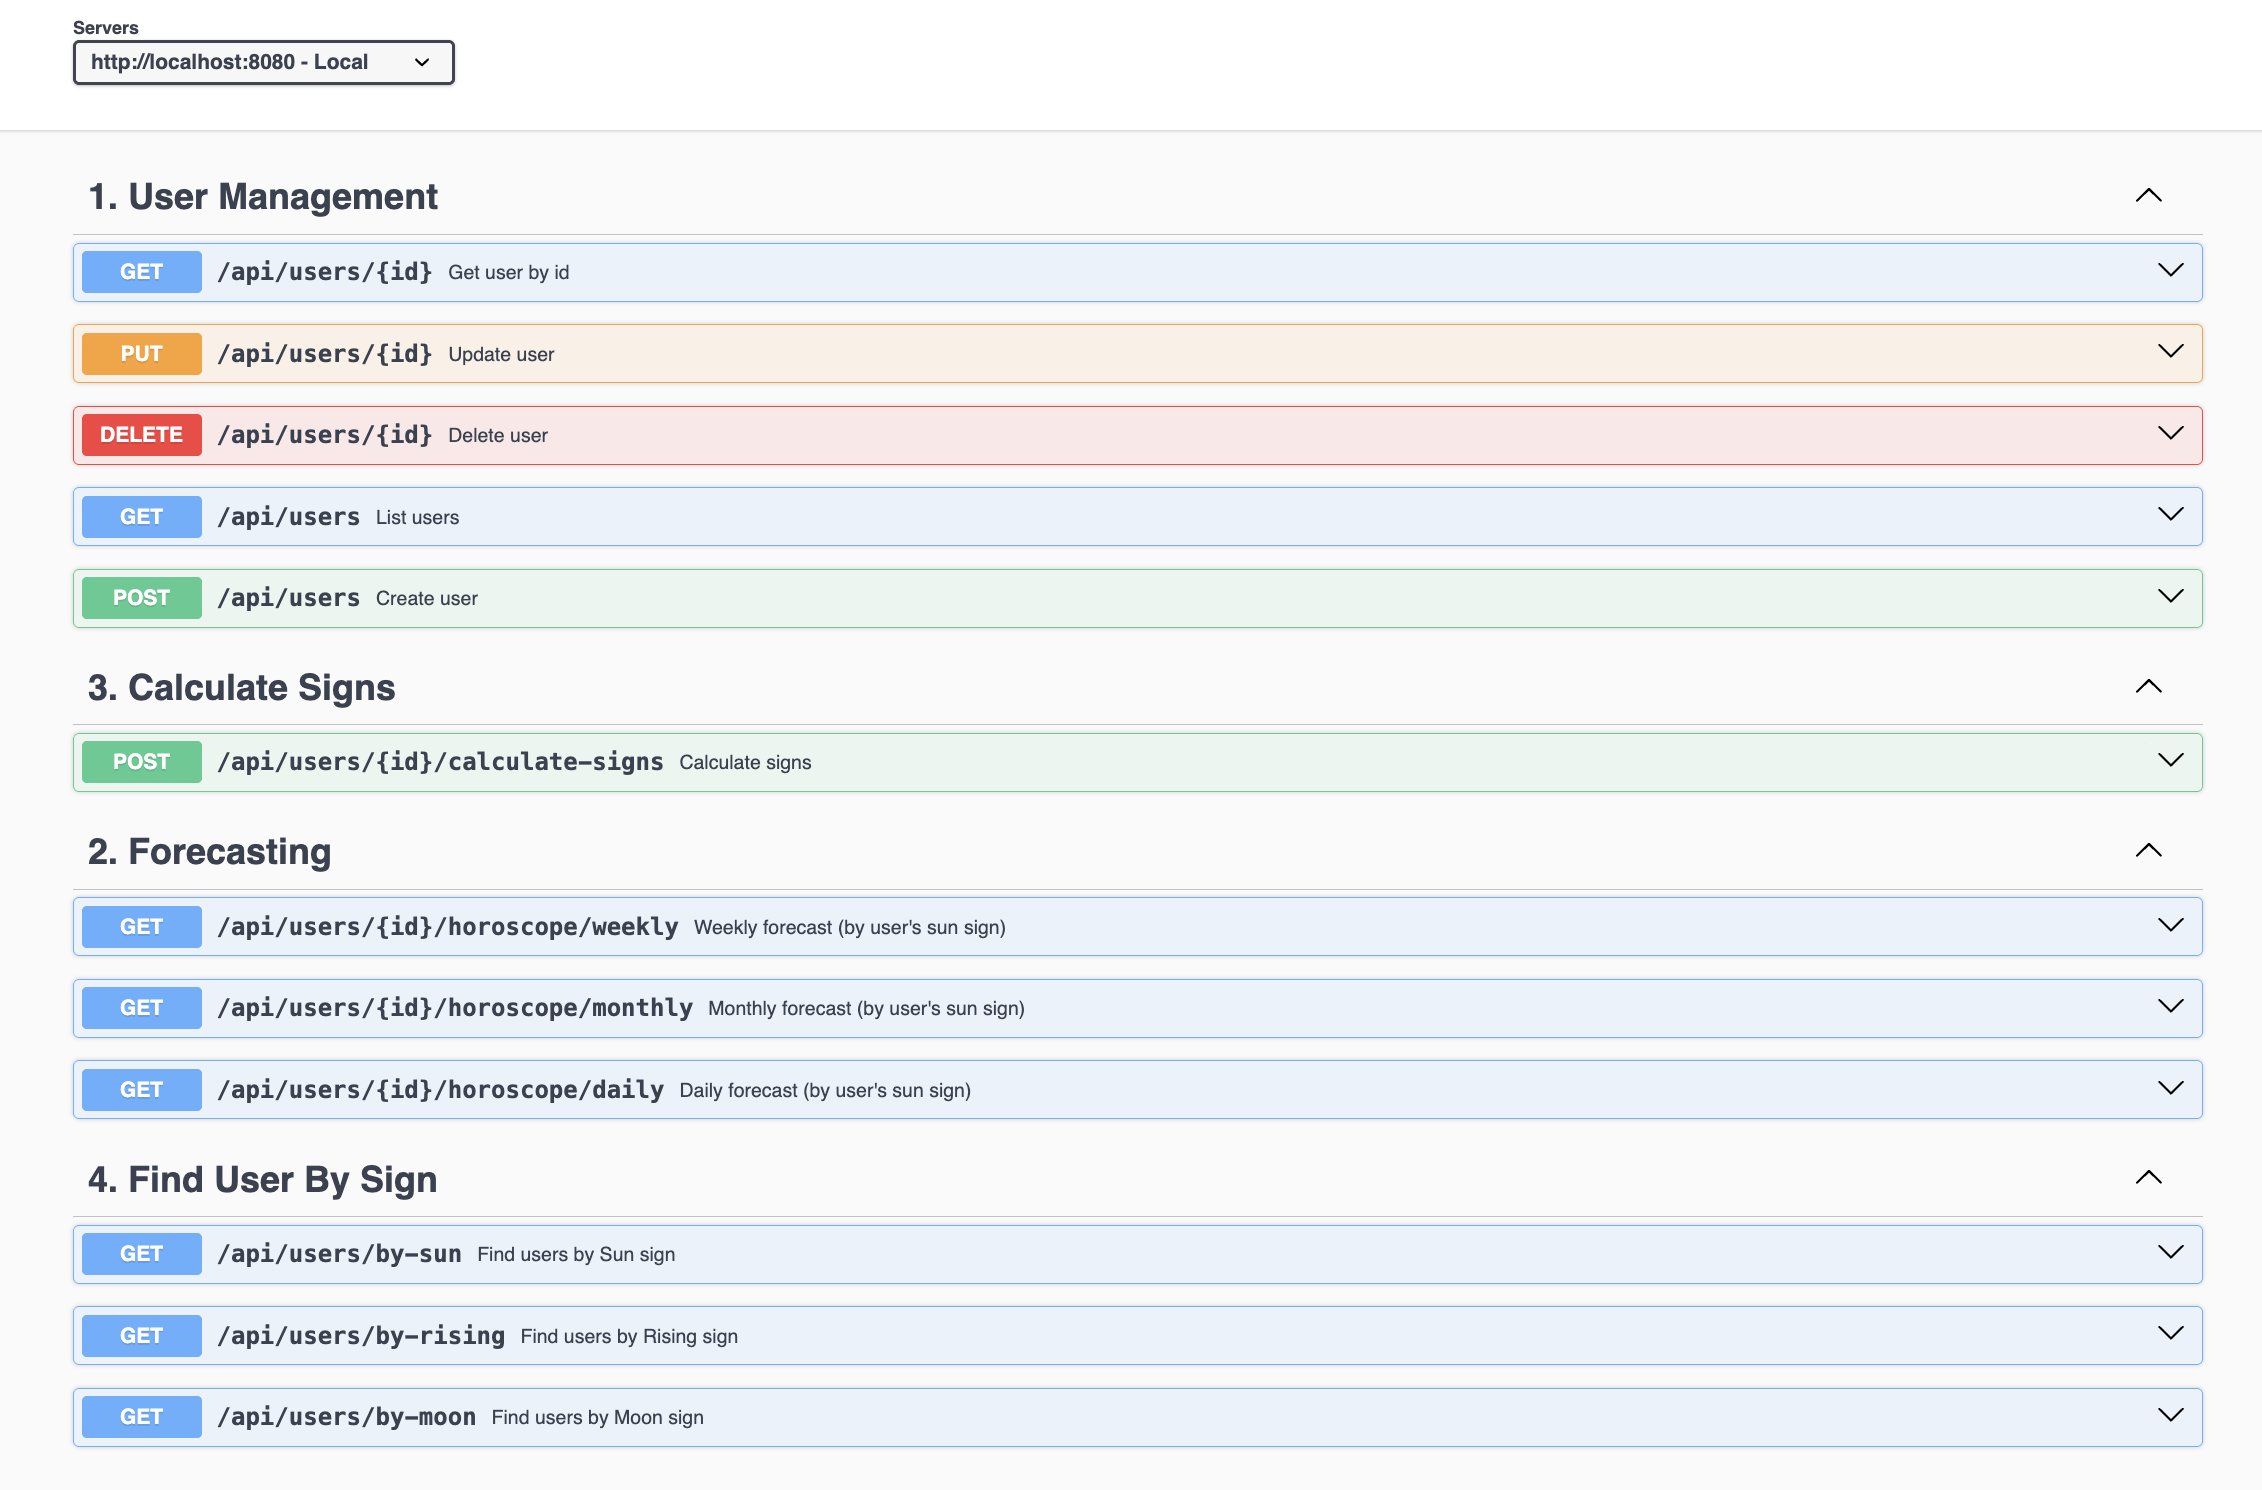 Servers
http://localhost:8080 - Local
1. User Management
GET /api/users/{id} Get user by id
PUT /api/users/{id} Update user
DELETE /api/users/{id} Delete user
GET /api/users List users
POST /api/users Create user
3. Calculate Signs
POST /api/users/{id}/calculate-signs Calculate signs
2. Forecasting
GET /api/users/{id}/horoscope/weekly Weekly forecast (by user's sun sign)
GET /api/users/{id}/horoscope/monthly Monthly forecast (by user's sun sign)
GET /api/users/{id}/horoscope/daily Daily forecast (by user's sun sign)
4. Find User By Sign
GET /api/users/by-sun Find users by Sun sign
GET /api/users/by-rising Find users by Rising sign
GET /api/users/by-moon Find users by Moon sign